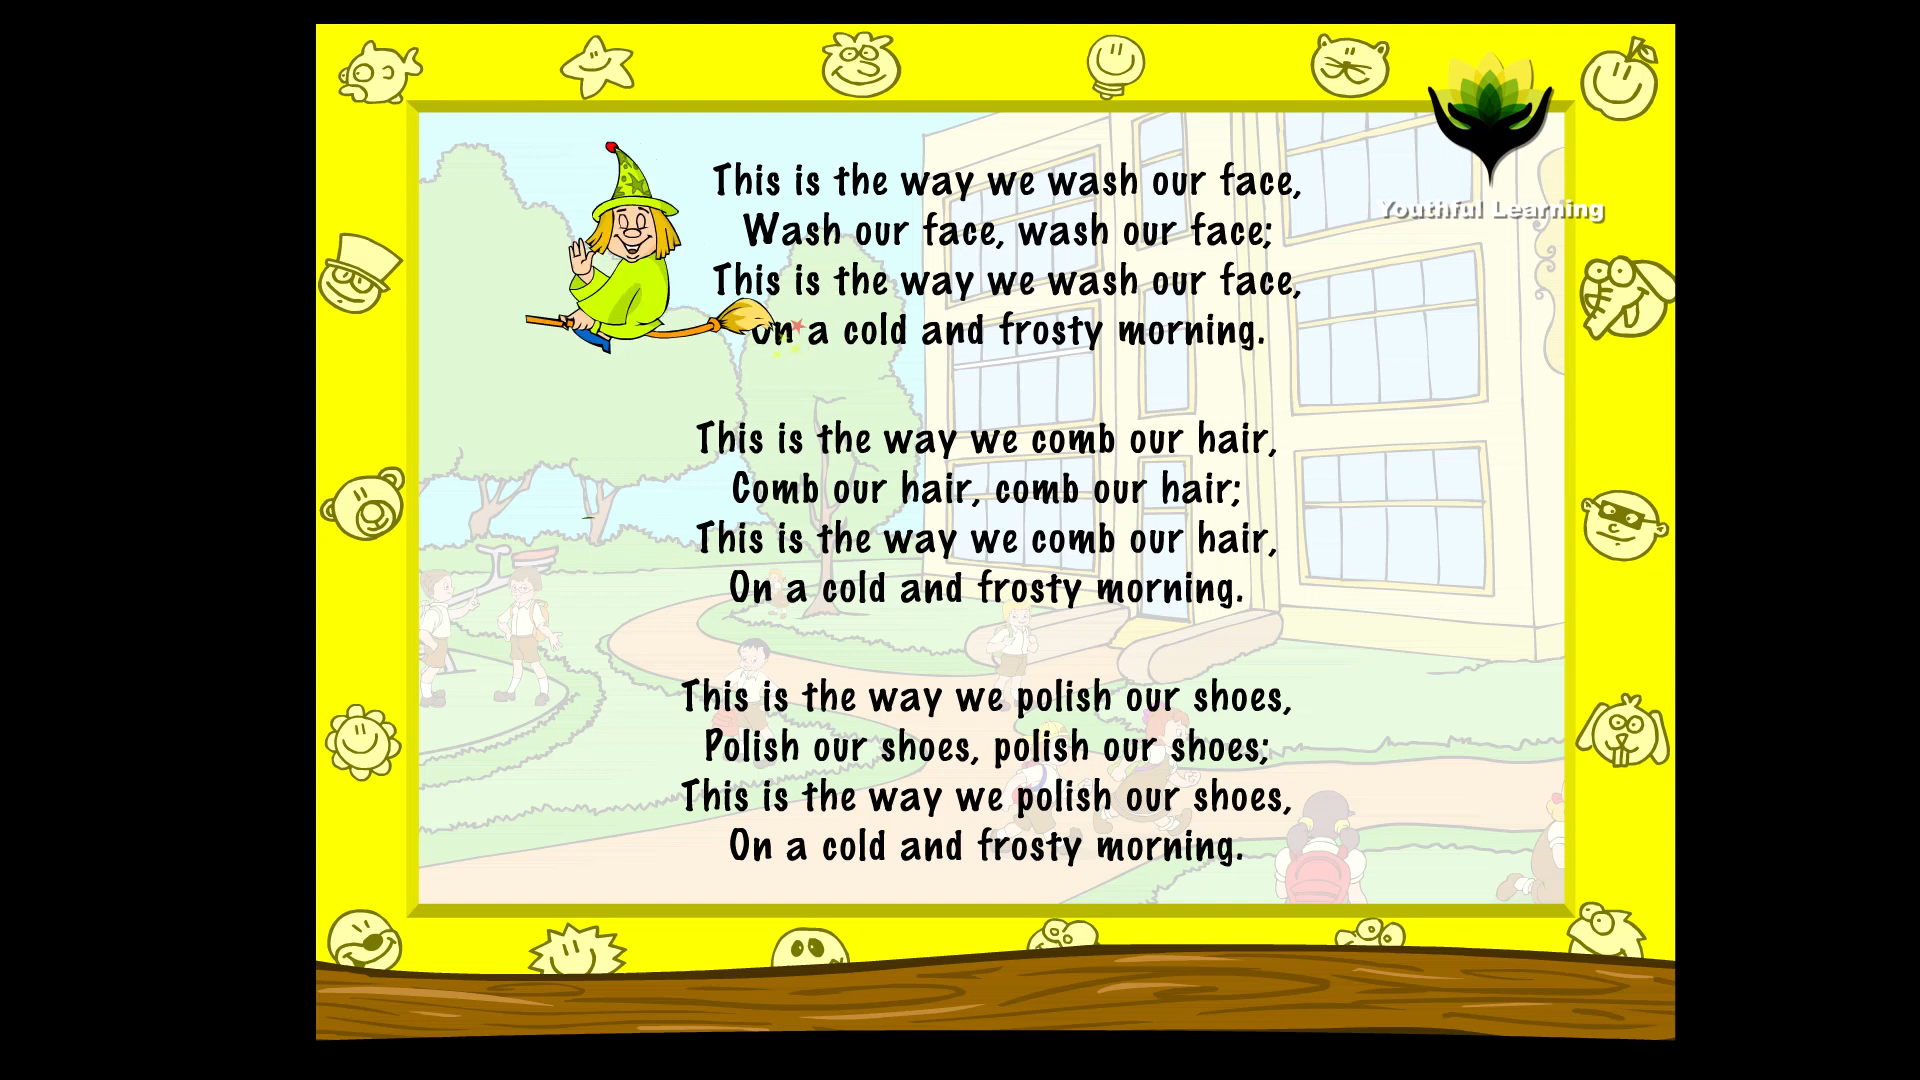 This is the way we wash our face,
Wash our face, wash our face;
This is the way we wash our face,
On a cold and frosty morning.
This is the way we comb our hair,
Comb our hair, comb our hair;
This is the way we comb our hair,
On a cold and frosty morning.
This is the way we polish our shoes,
Polish our shoes, polish our shoes;
This is the way we polish our shoes,
On a cold and frosty morning.
Youthful Learning